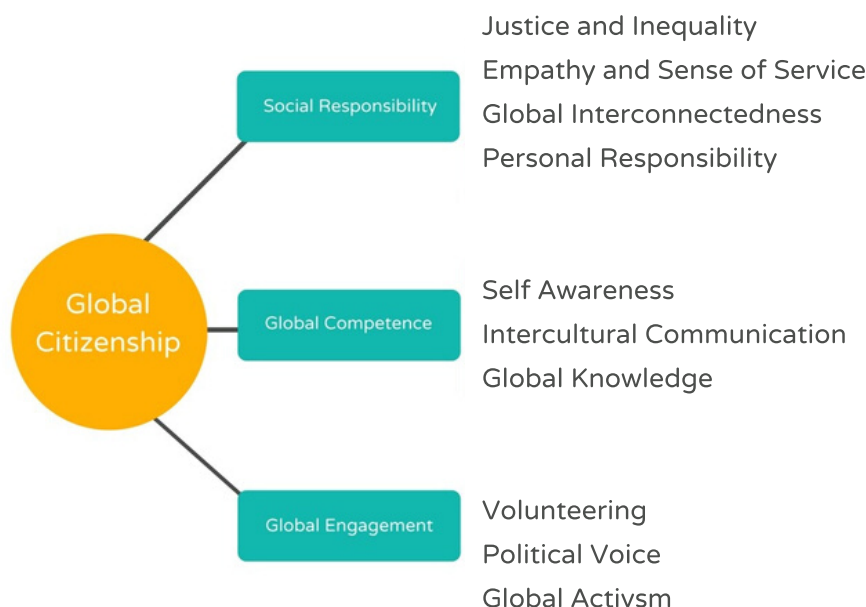 Global
Citizenship
Social Responsibility
Justice and Inequality
Empathy and Sense of Service
Global Interconnectedness
Personal Responsibility
Global Competence
Self Awareness
Intercultural Communication
Global Knowledge
Global Engagement
Volunteering
Political Voice
Global Activsm